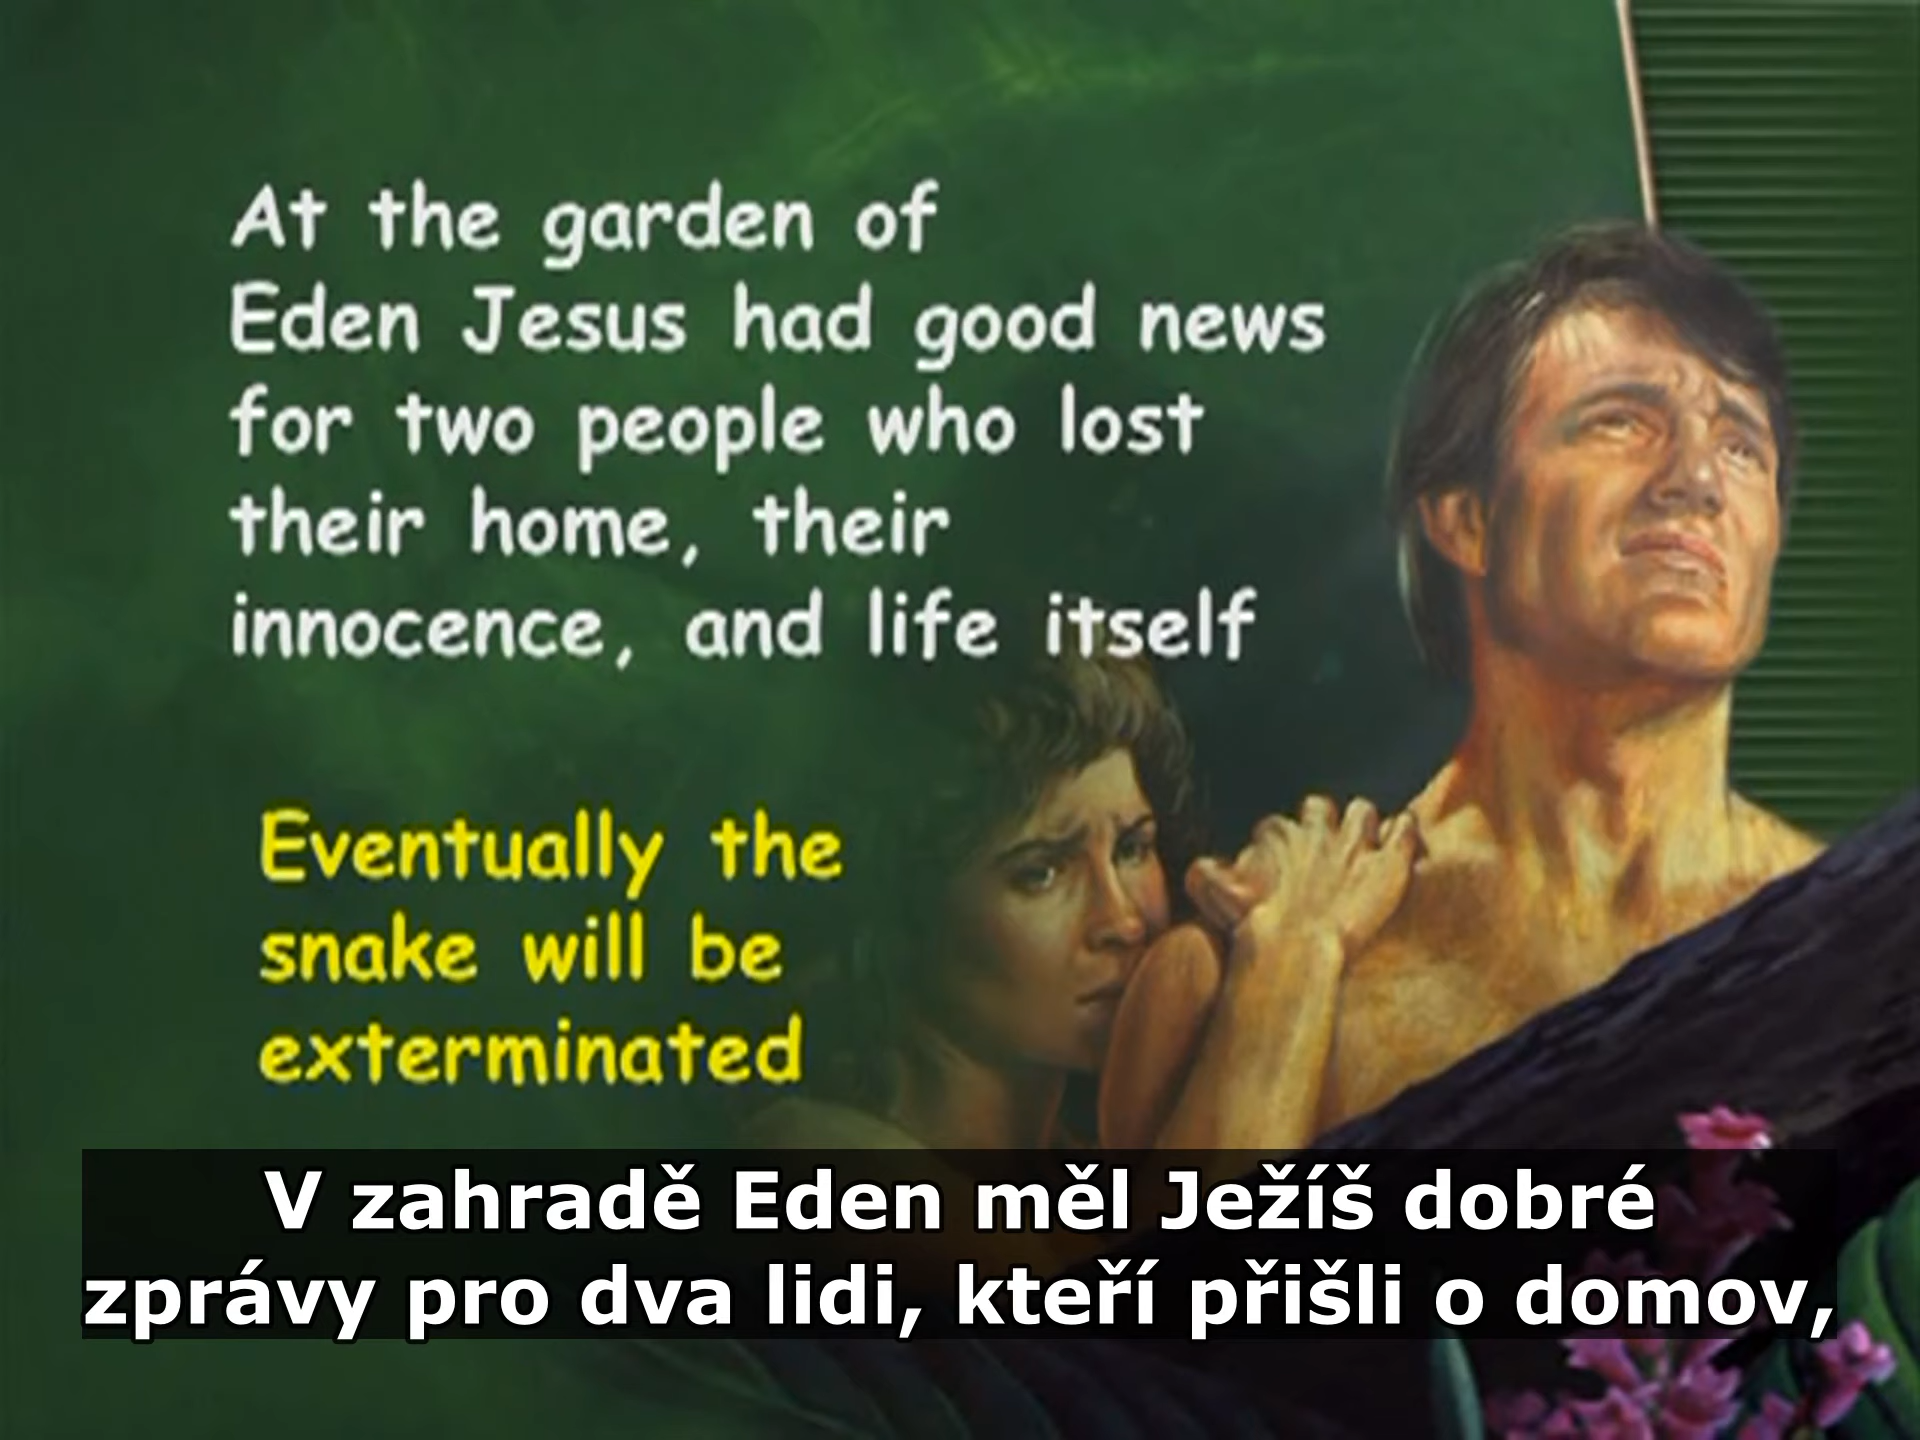 At the garden of
Eden Jesus had good news
for two people who lost
their home, their
innocence, and life itself
Eventually the
snake will be
exterminated
V zahradě Eden měl Ježíš dobré
zprávy pro dva lidi, kteří přišli o domov,